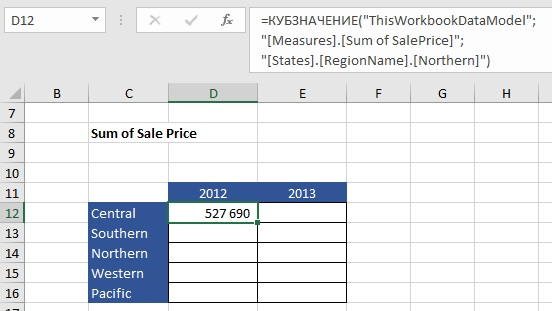 D12
fx
=КУБЗНАЧЕНИЕ("ThisWorkbookDataModel";
"[Measures].[Sum of SalePrice]";
"[States].[RegionName].[Northern]")
B C D E F G H
7
8 Sum of Sale Price
9
10
11 2012 2013
12 Central 527 690
13 Southern
14 Northern
15 Western
16 Pacific